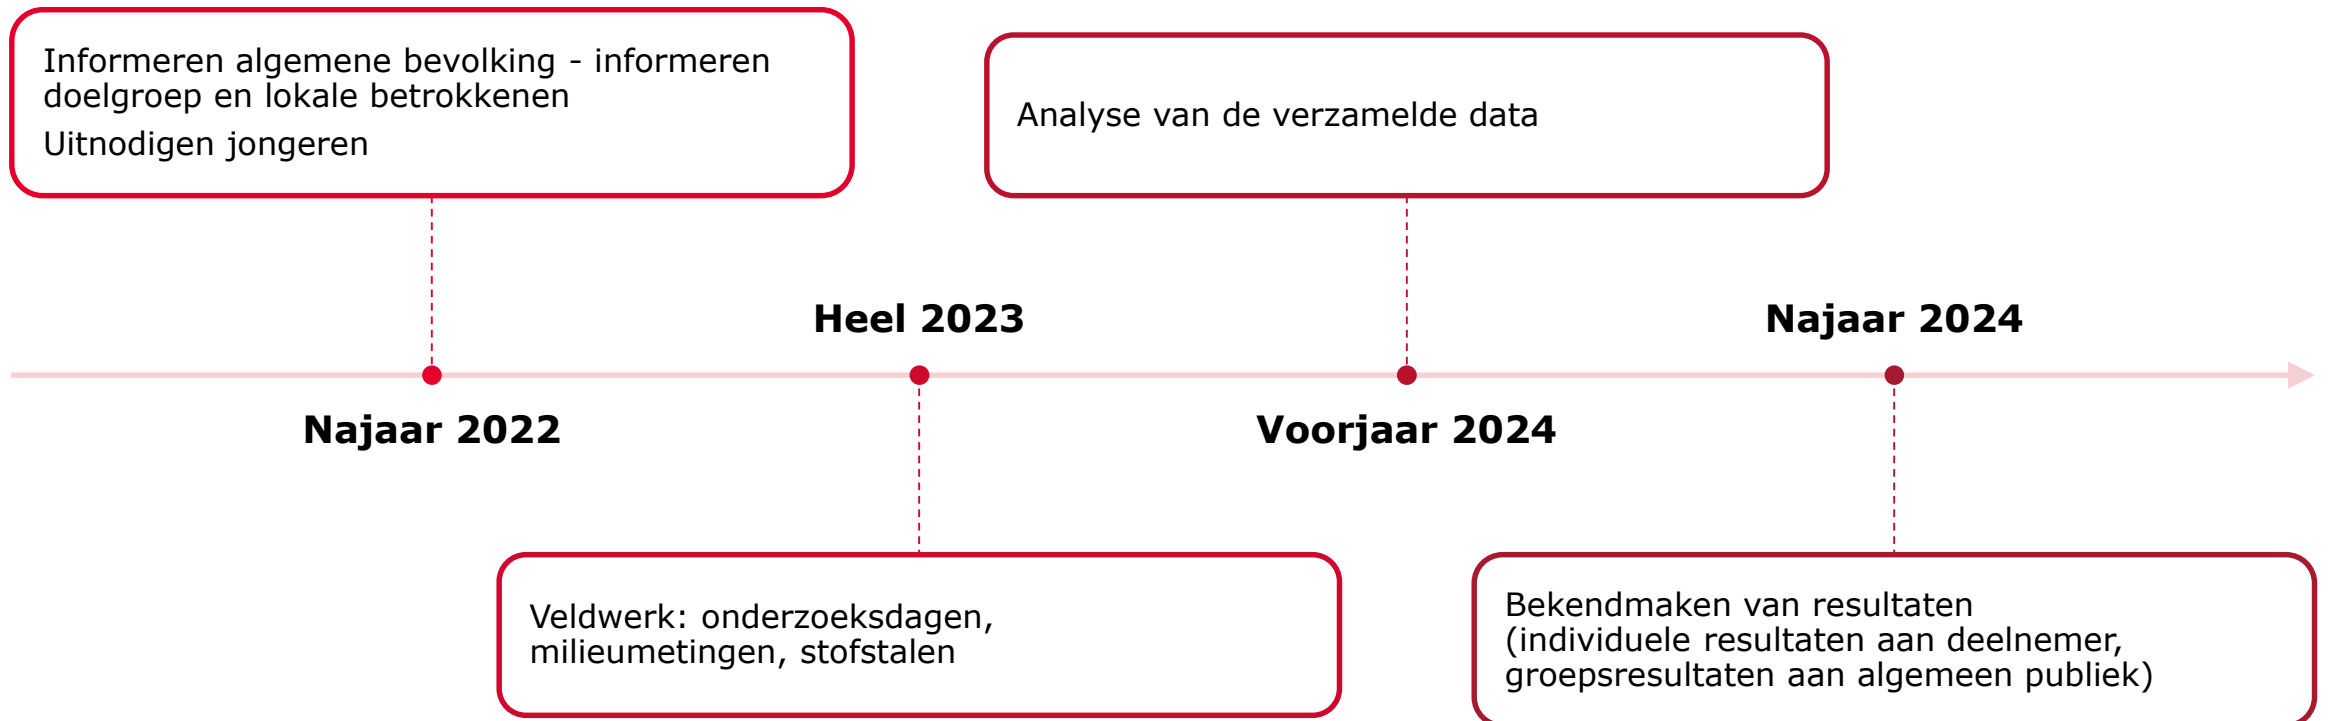 Informeren algemene bevolking - informeren
doelgroep en lokale betrokkenen
Uitnodigen jongeren
Analyse van de verzamelde data
Heel 2023
Najaar 2024
Najaar 2022
Voorjaar 2024
Veldwerk: onderzoeksdagen,
milieumetingen, stofstalen
Bekendmaken van resultaten
(individuele resultaten aan deelnemer,
groepsresultaten aan algemeen publiek)